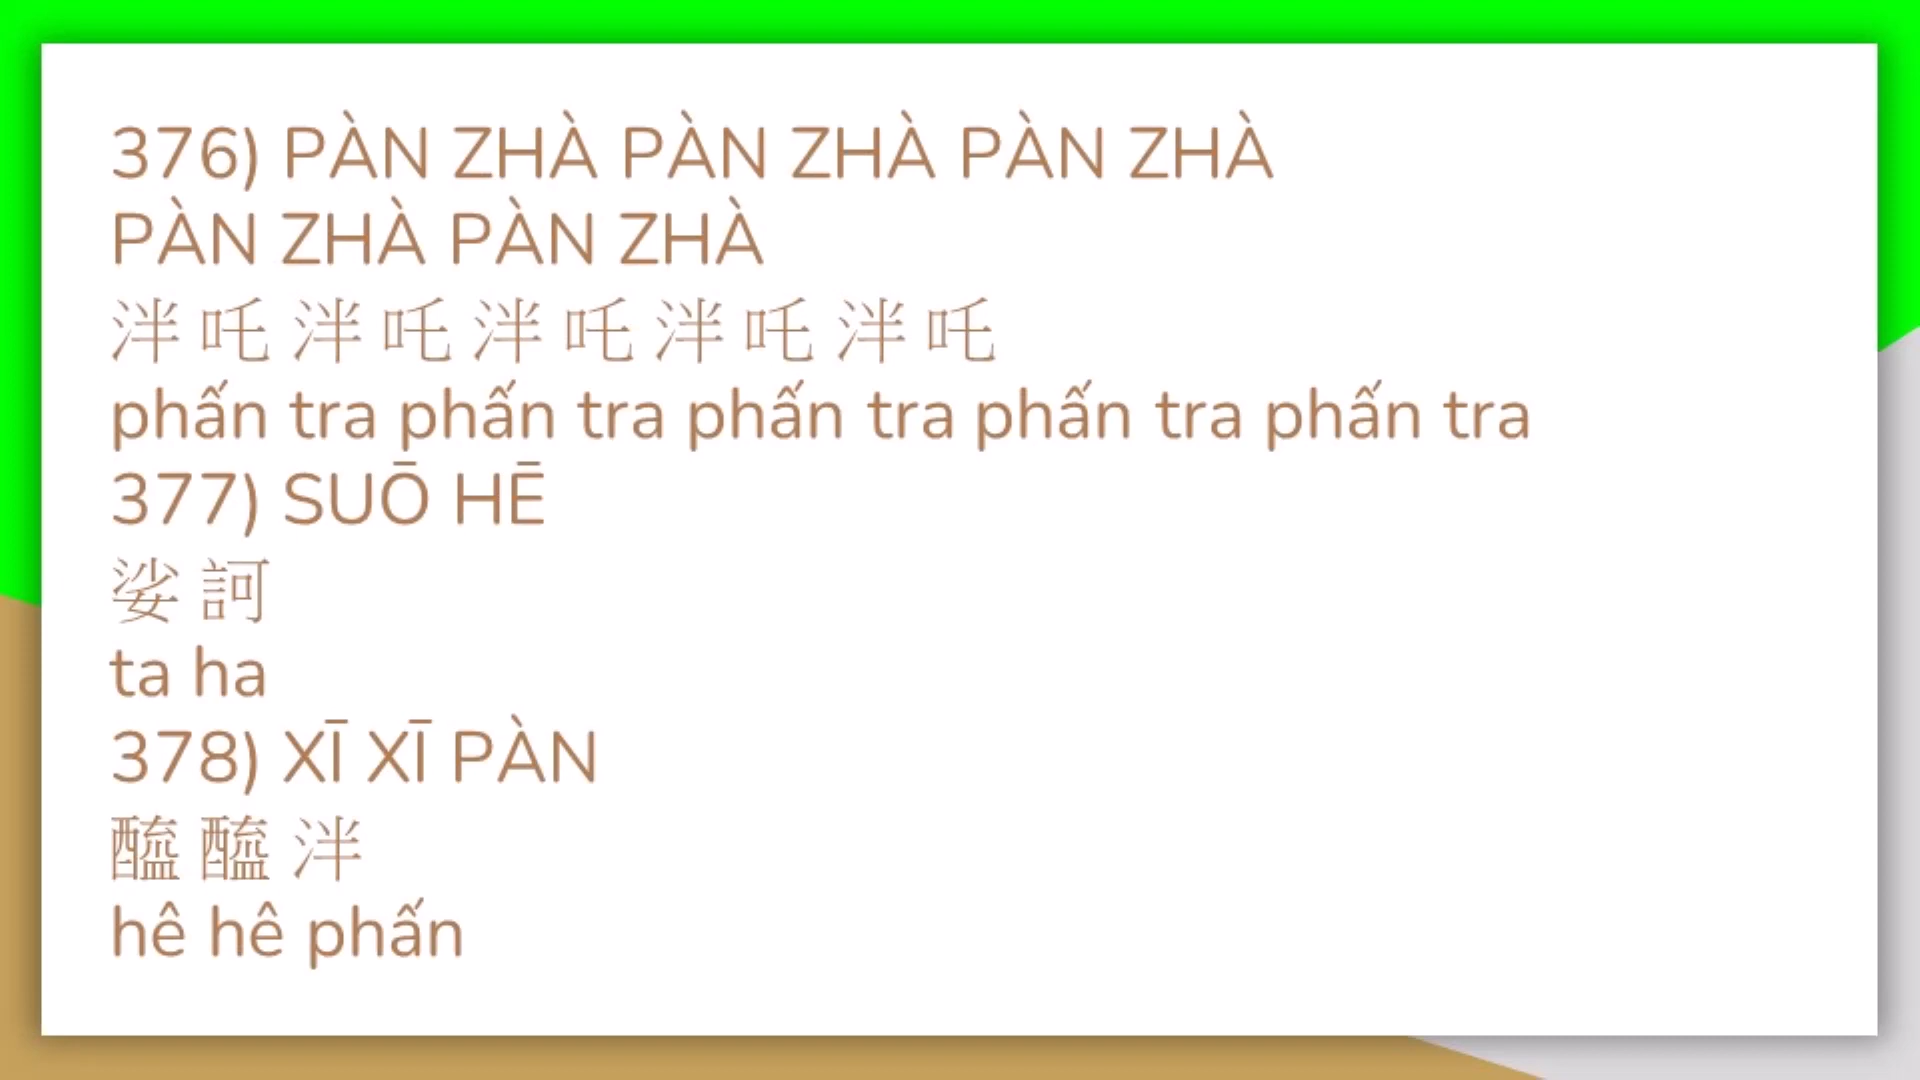 376) PÀN ZHÀ PÀN ZHÀ PÀN ZHÀ
PÀN ZHÀ PÀN ZHÀ
泮 吒 泮 吒 泮 吒 泮 吒 泮 吒
phấn tra phấn tra phấn tra phấn tra phấn tra
377) SUŌ HĒ
娑 訶
ta ha
378) XĪ XĪ PÀN
醯 醯 泮
hê hê phấn